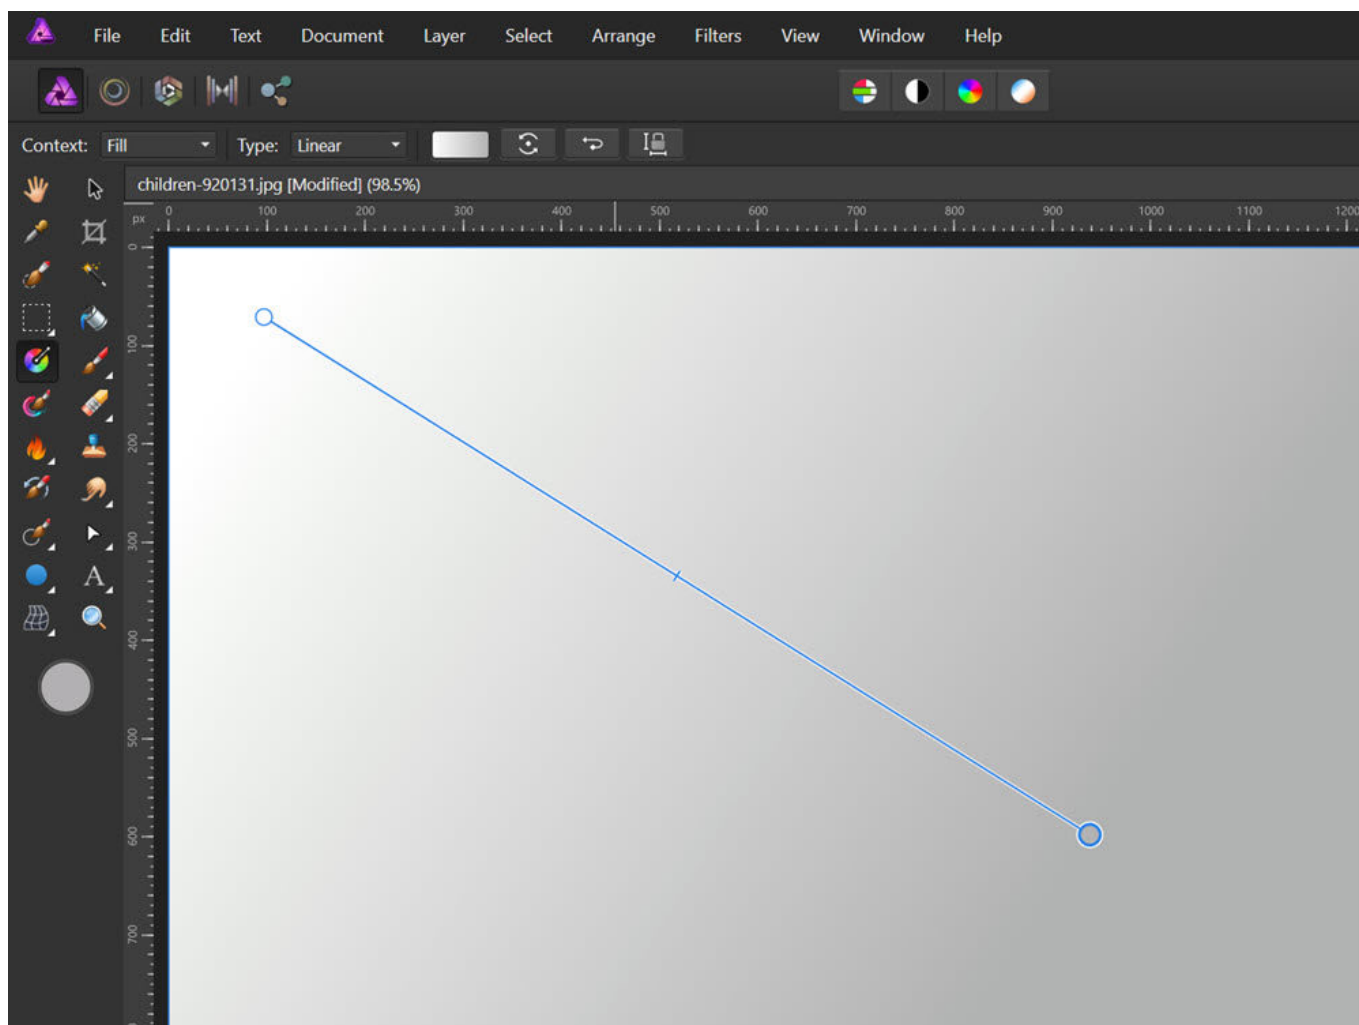 File Edit Text Document Layer Select Arrange Filters View Window Help
Context: Fill Type: Linear
children-920131.jpg [Modified] (98.5%)
px 0 100 200 300 400 500 600 700 800 900 1000 1100 1200
0
100
200
300
400
500
600
700